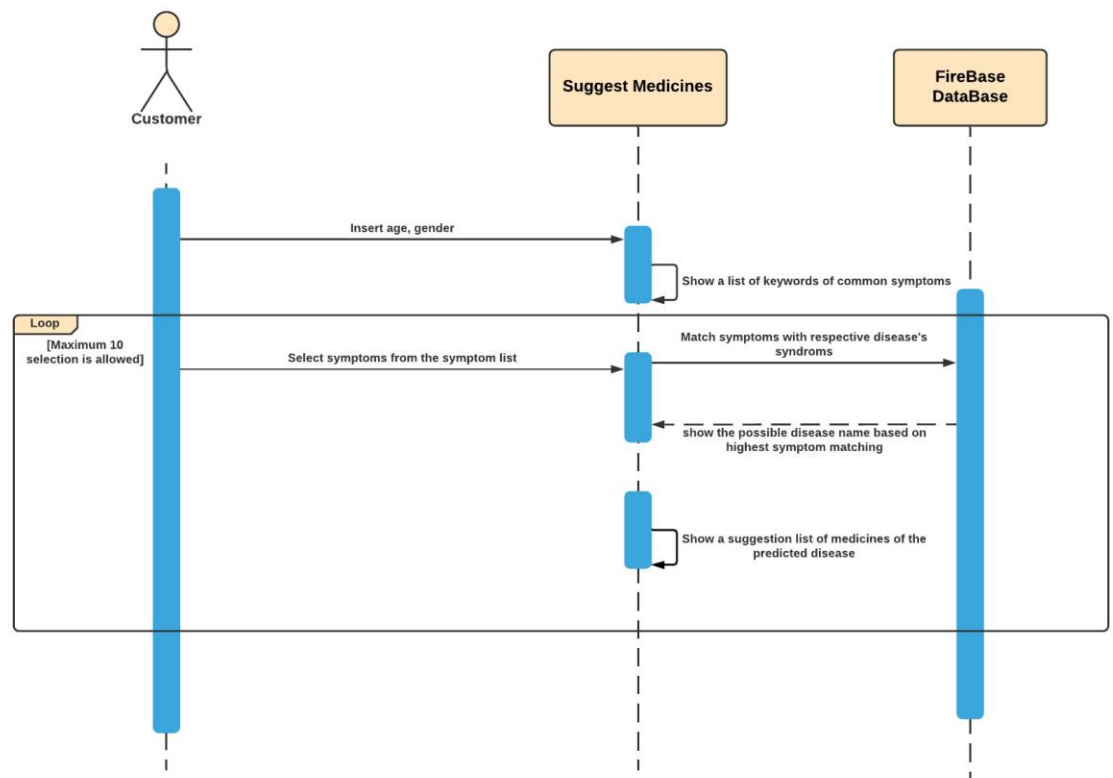 Customer
Suggest Medicines
FireBase
DataBase
Insert age, gender
Show a list of keywords of common symptoms
Loop
[Maximum 10
selection is allowed]
Select symptoms from the symptom list
Match symptoms with respective disease's
syndroms
show the possible disease name based on
highest symptom matching
Show a suggestion list of medicines of the
predicted disease